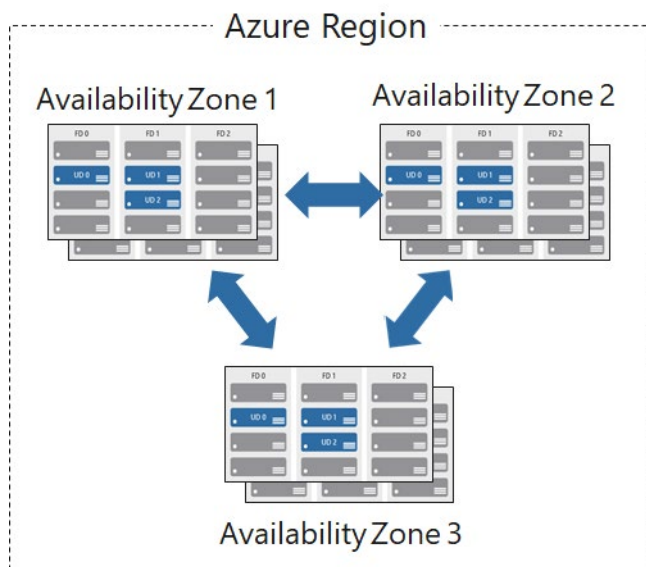 Azure Region
Availability Zone 1
FD 0 FD 1 FD 2
UD 0 UD 1
UD 2
Availability Zone 2
FD 0 FD 1 FD 2
UD 0 UD 1
UD 2
FD 0 FD 1 FD 2
UD 0 UD 1
UD 2
Availability Zone 3